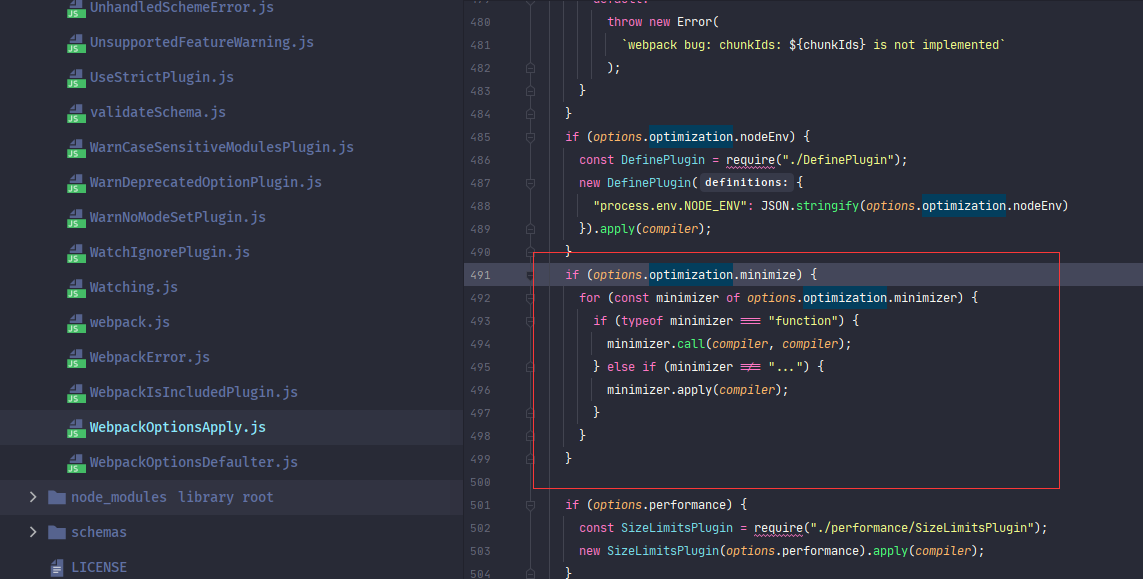 UnhandledSchemeError.js
UnsupportedFeatureWarning.js
UseStrictPlugin.js
validateSchema.js
WarnCaseSensitiveModulesPlugin.js
WarnDeprecatedOptionPlugin.js
WarnNoModeSetPlugin.js
WatchIgnorePlugin.js
Watching.js
webpack.js
WebpackError.js
WebpackIsIncludedPlugin.js
WebpackOptionsApply.js
WebpackOptionsDefaulter.js
node_modules library root
schemas
LICENSE
479 default:
480 throw new Error(
481 `webpack bug: chunkIds: ${chunkIds} is not implemented`
482 );
483 }
484 }
485 if (options.optimization.nodeEnv) {
486 const DefinePlugin = require("./DefinePlugin");
487 new DefinePlugin( definitions: {
488 "process.env.NODE_ENV": JSON.stringify(options.optimization.nodeEnv)
489 }).apply(compiler);
490 }
491 if (options.optimization.minimize) {
492 for (const minimizer of options.optimization.minimizer) {
493 if (typeof minimizer === "function") {
494 minimizer.call(compiler, compiler);
495 } else if (minimizer !== "...") {
496 minimizer.apply(compiler);
497 }
498 }
499 }
500
501 if (options.performance) {
502 const SizeLimitsPlugin = require("./performance/SizeLimitsPlugin");
503 new SizeLimitsPlugin(options.performance).apply(compiler);
504 }